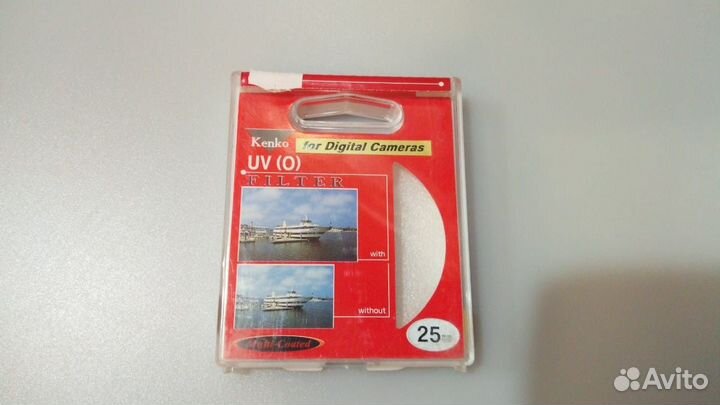 Kenko
for Digital Cameras
UV (O)
FILTER
with
without
Multi-Coated
25
Avito